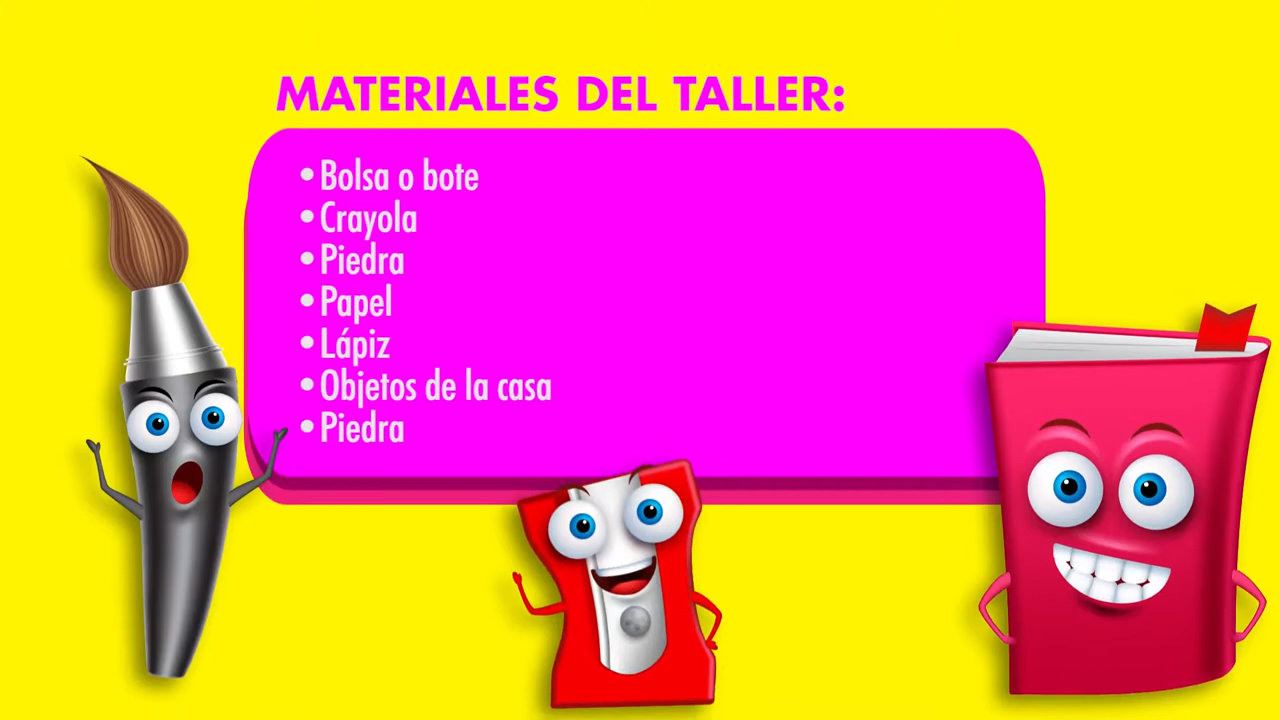 MATERIALES DEL TALLER:
•Bolsa o bote
•Crayola
•Piedra
•Papel
•Lápiz
•Objetos de la casa
•Piedra